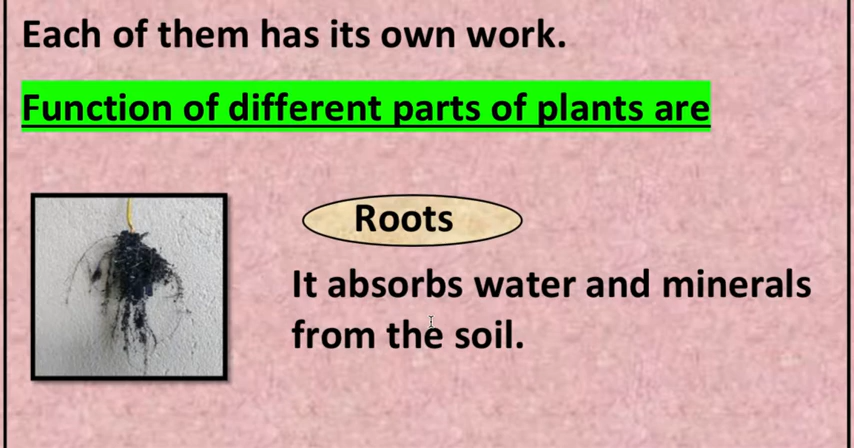 Each of them has its own work.
Function of different parts of plants are
Roots
It absorbs water and minerals
from the soil.